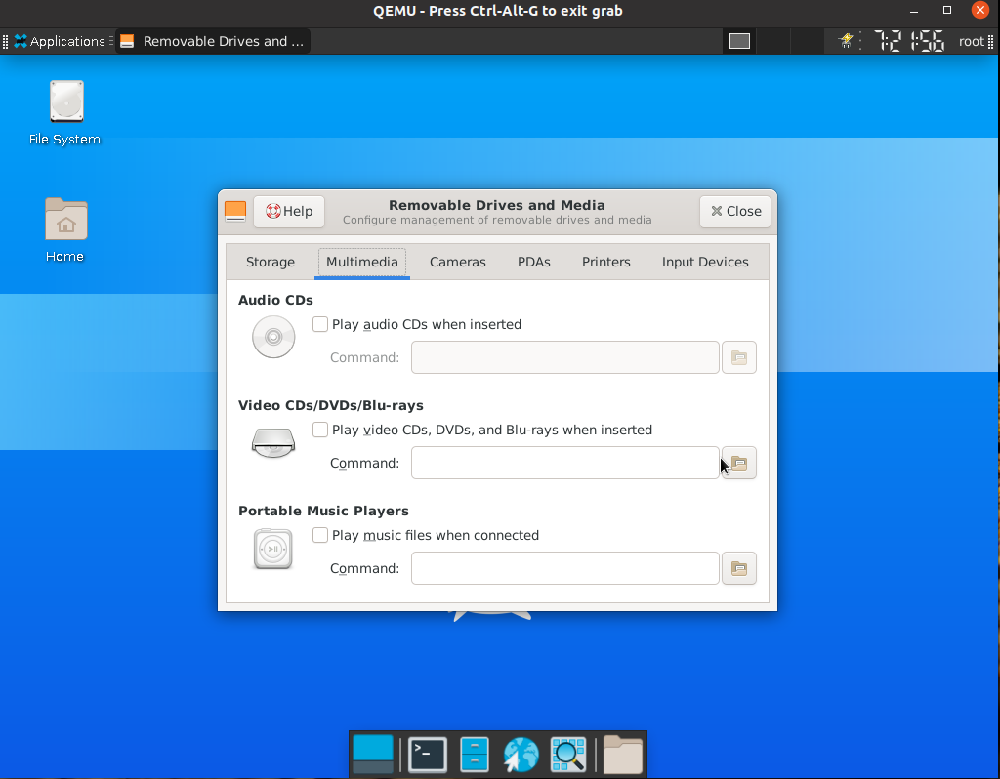 QEMU - Press Ctrl-Alt-G to exit grab
Applications
Removable Drives and ...
7:21:56
root
File System
Home
Help
Removable Drives and Media
Configure management of removable drives and media
Close
Storage
Multimedia
Cameras
PDAs
Printers
Input Devices
Audio CDs
Play audio CDs when inserted
Command:
Video CDs/DVDs/Blu-rays
Play video CDs, DVDs, and Blu-rays when inserted
Command:
Portable Music Players
Play music files when connected
Command: